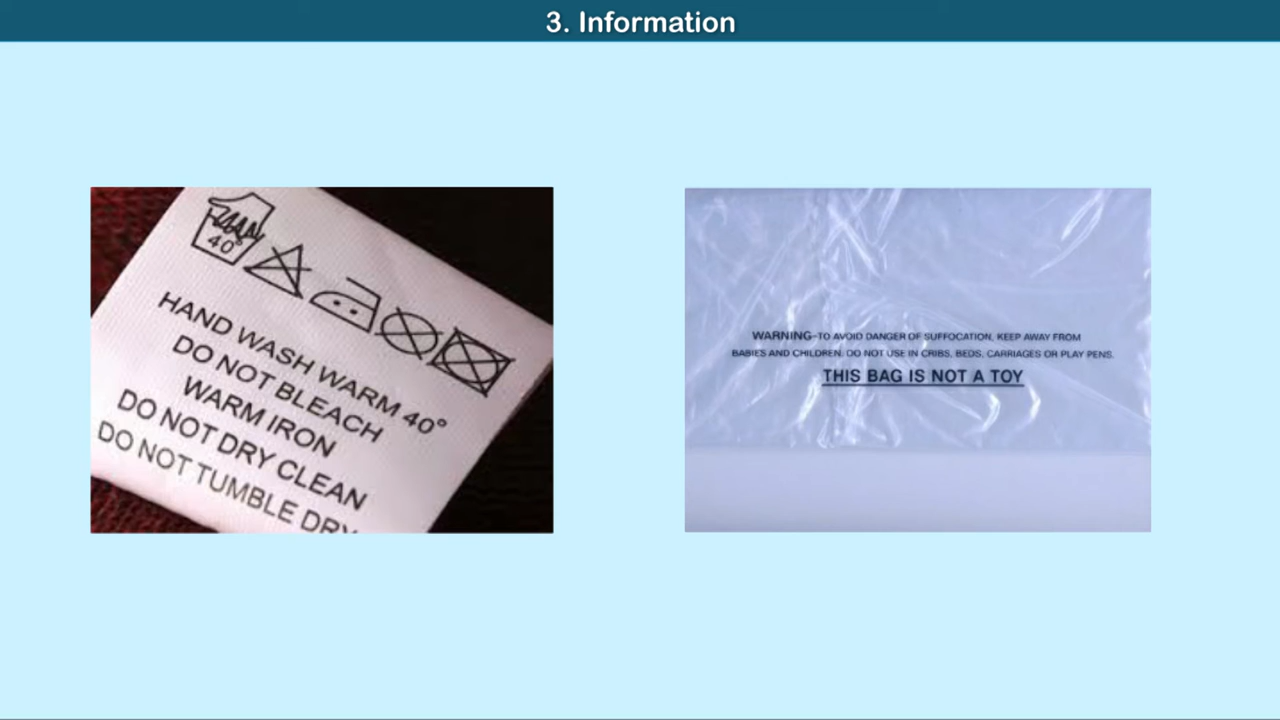 3. Information
40°
HAND WASH WARM 40°
DO NOT BLEACH
WARM IRON
DO NOT DRY CLEAN
DO NOT TUMBLE DRY
WARNING–TO AVOID DANGER OF SUFFOCATION, KEEP AWAY FROM
BABIES AND CHILDREN. DO NOT USE IN CRIBS, BEDS, CARRIAGES OR PLAY PENS.
THIS BAG IS NOT A TOY